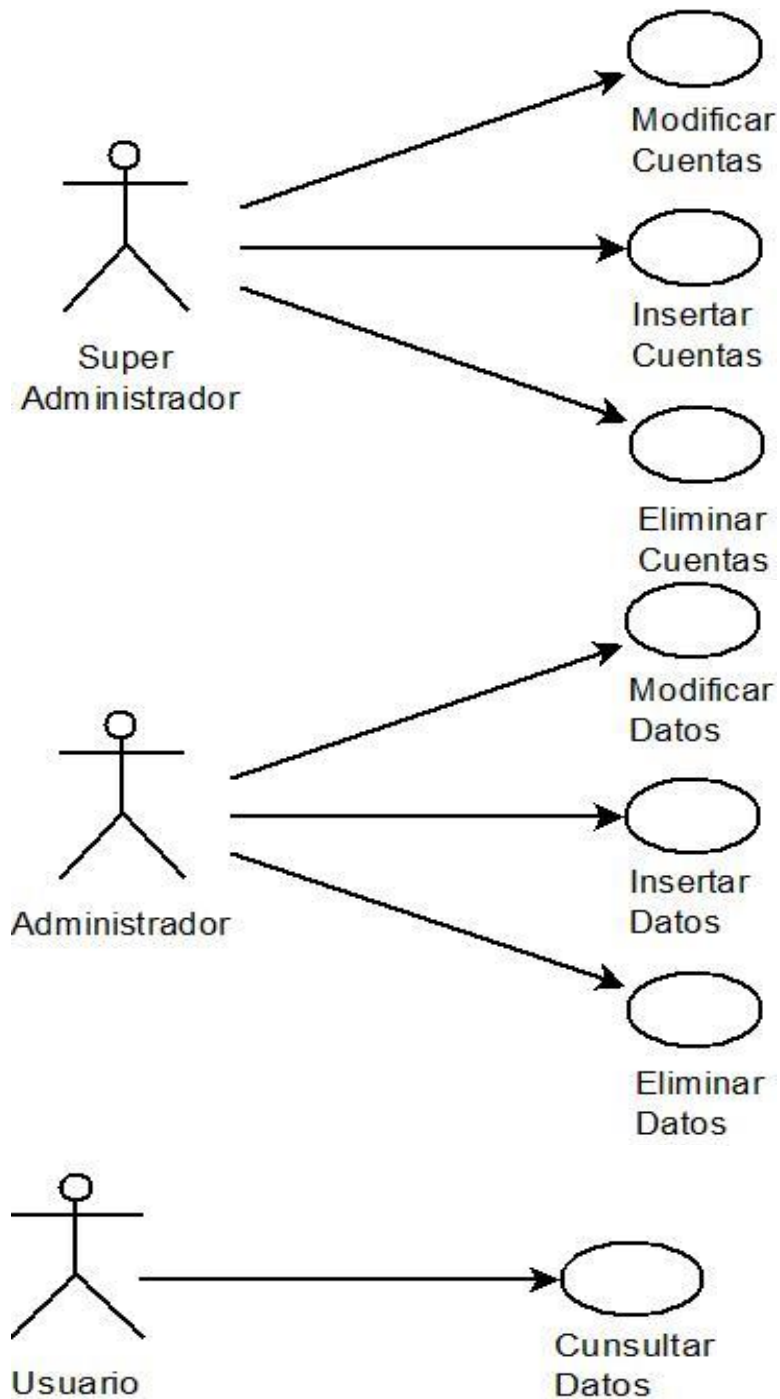 Modificar
Cuentas
Super
Administrador
Insertar
Cuentas
Eliminar
Cuentas
Modificar
Datos
Administrador
Insertar
Datos
Eliminar
Datos
Usuario
Cunsultar
Datos